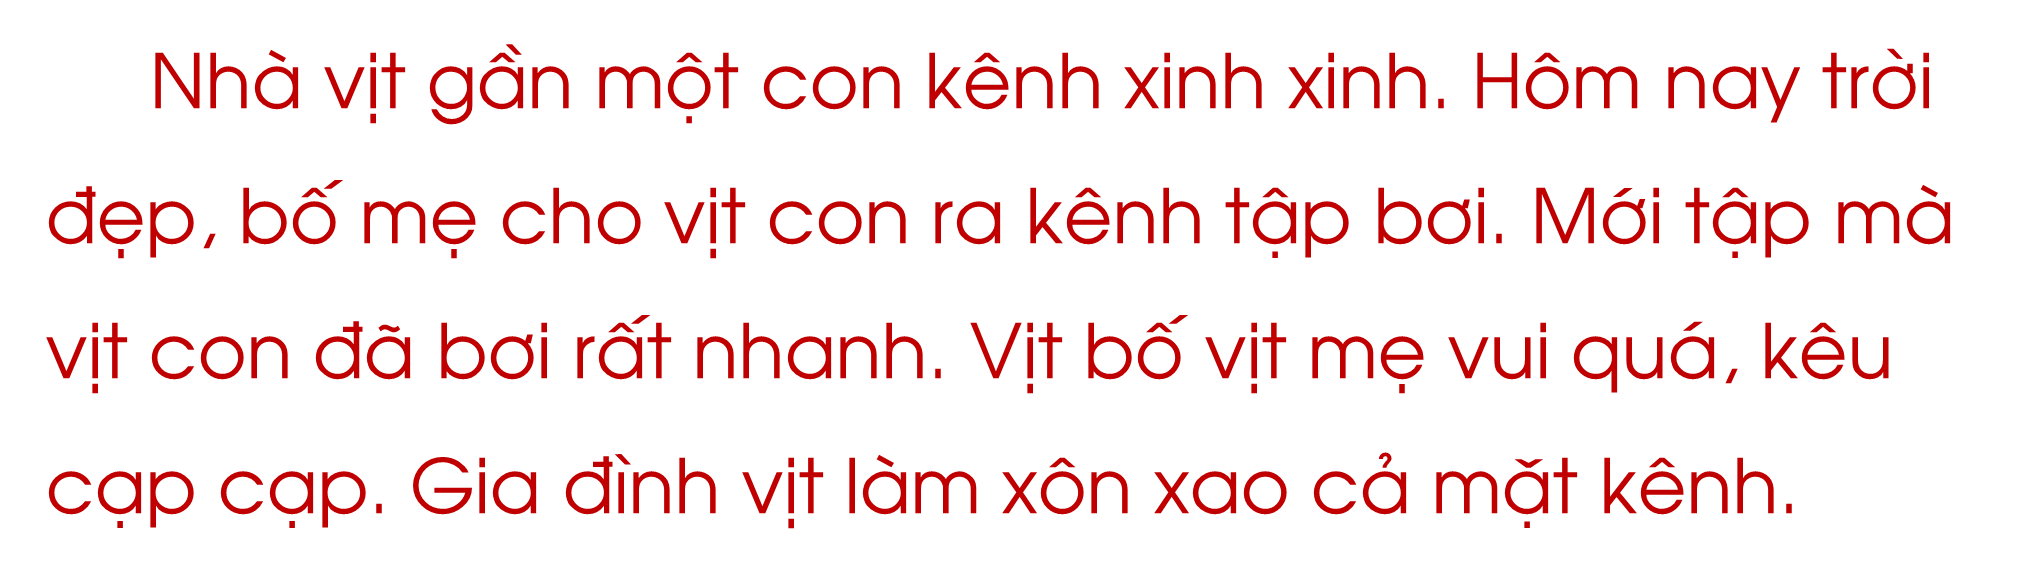 Nhà vịt gần một con kênh xinh xinh. Hôm nay trời
đẹp, bố mẹ cho vịt con ra kênh tập bơi. Mới tập mà
vịt con đã bơi rất nhanh. Vịt bố vịt mẹ vui quá, kêu
cạp cạp. Gia đình vịt làm xôn xao cả mặt kênh.